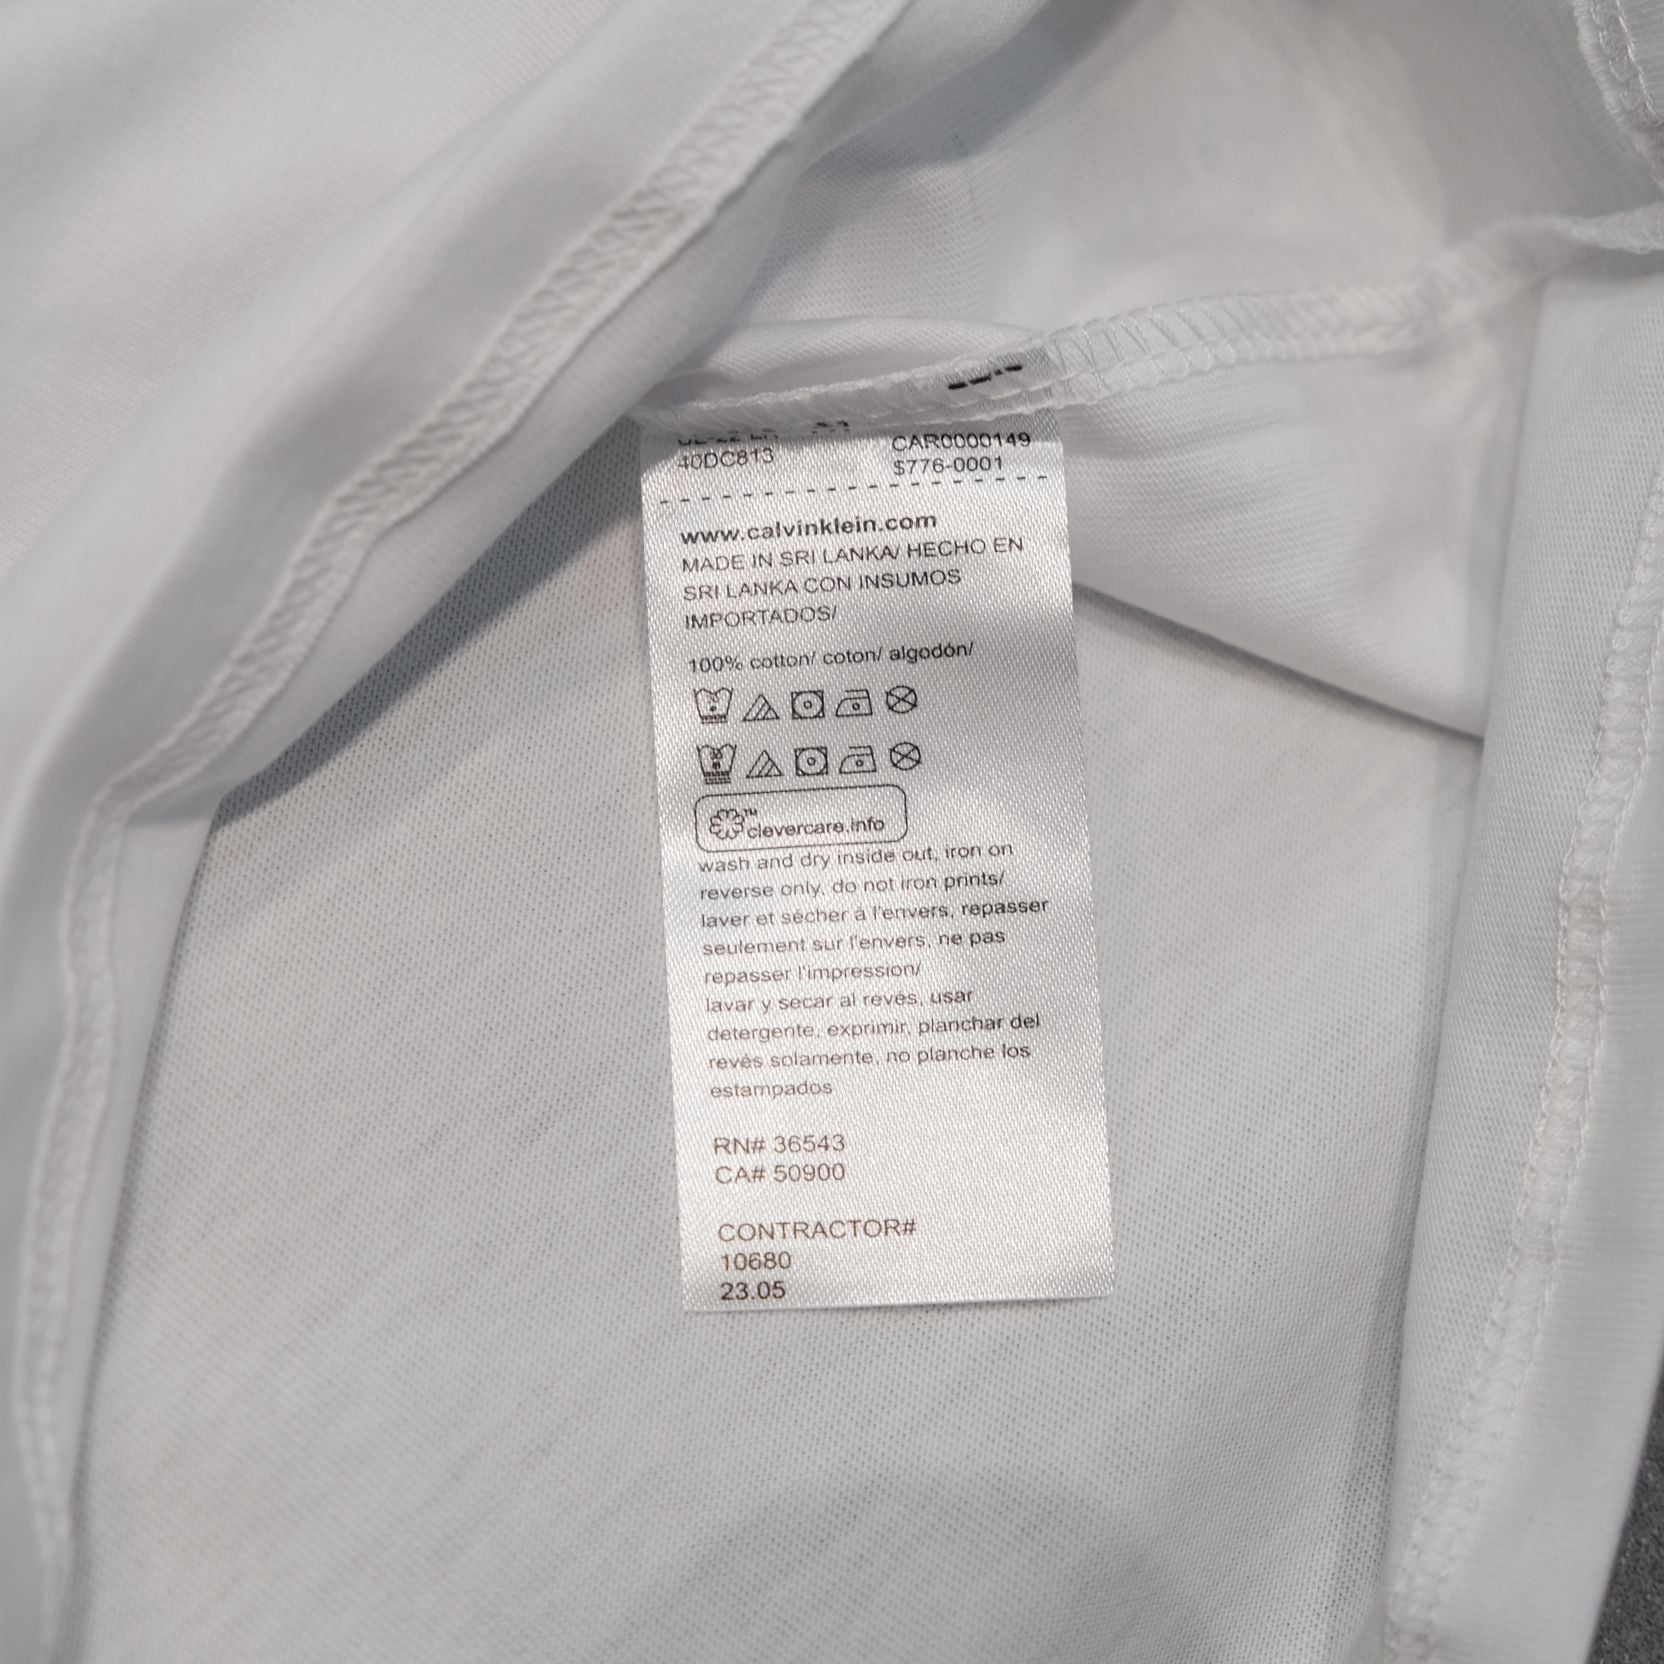 40DC813 CAR0000149
$776-0001
www.calvinklein.com
MADE IN SRI LANKA/ HECHO EN
SRI LANKA CON INSUMOS
IMPORTADOS/
100% cotton/ coton/ algodón/
clevercare.info™
wash and dry inside out, iron on
reverse only, do not iron prints/
laver et sécher à l'envers, repasser
seulement sur l'envers, ne pas
repasser l'impression/
lavar y secar al revés, usar
detergente, exprimir, planchar del
revés solamente, no planche los
estampados
RN# 36543
CA# 50900
CONTRACTOR#
10680
23.05